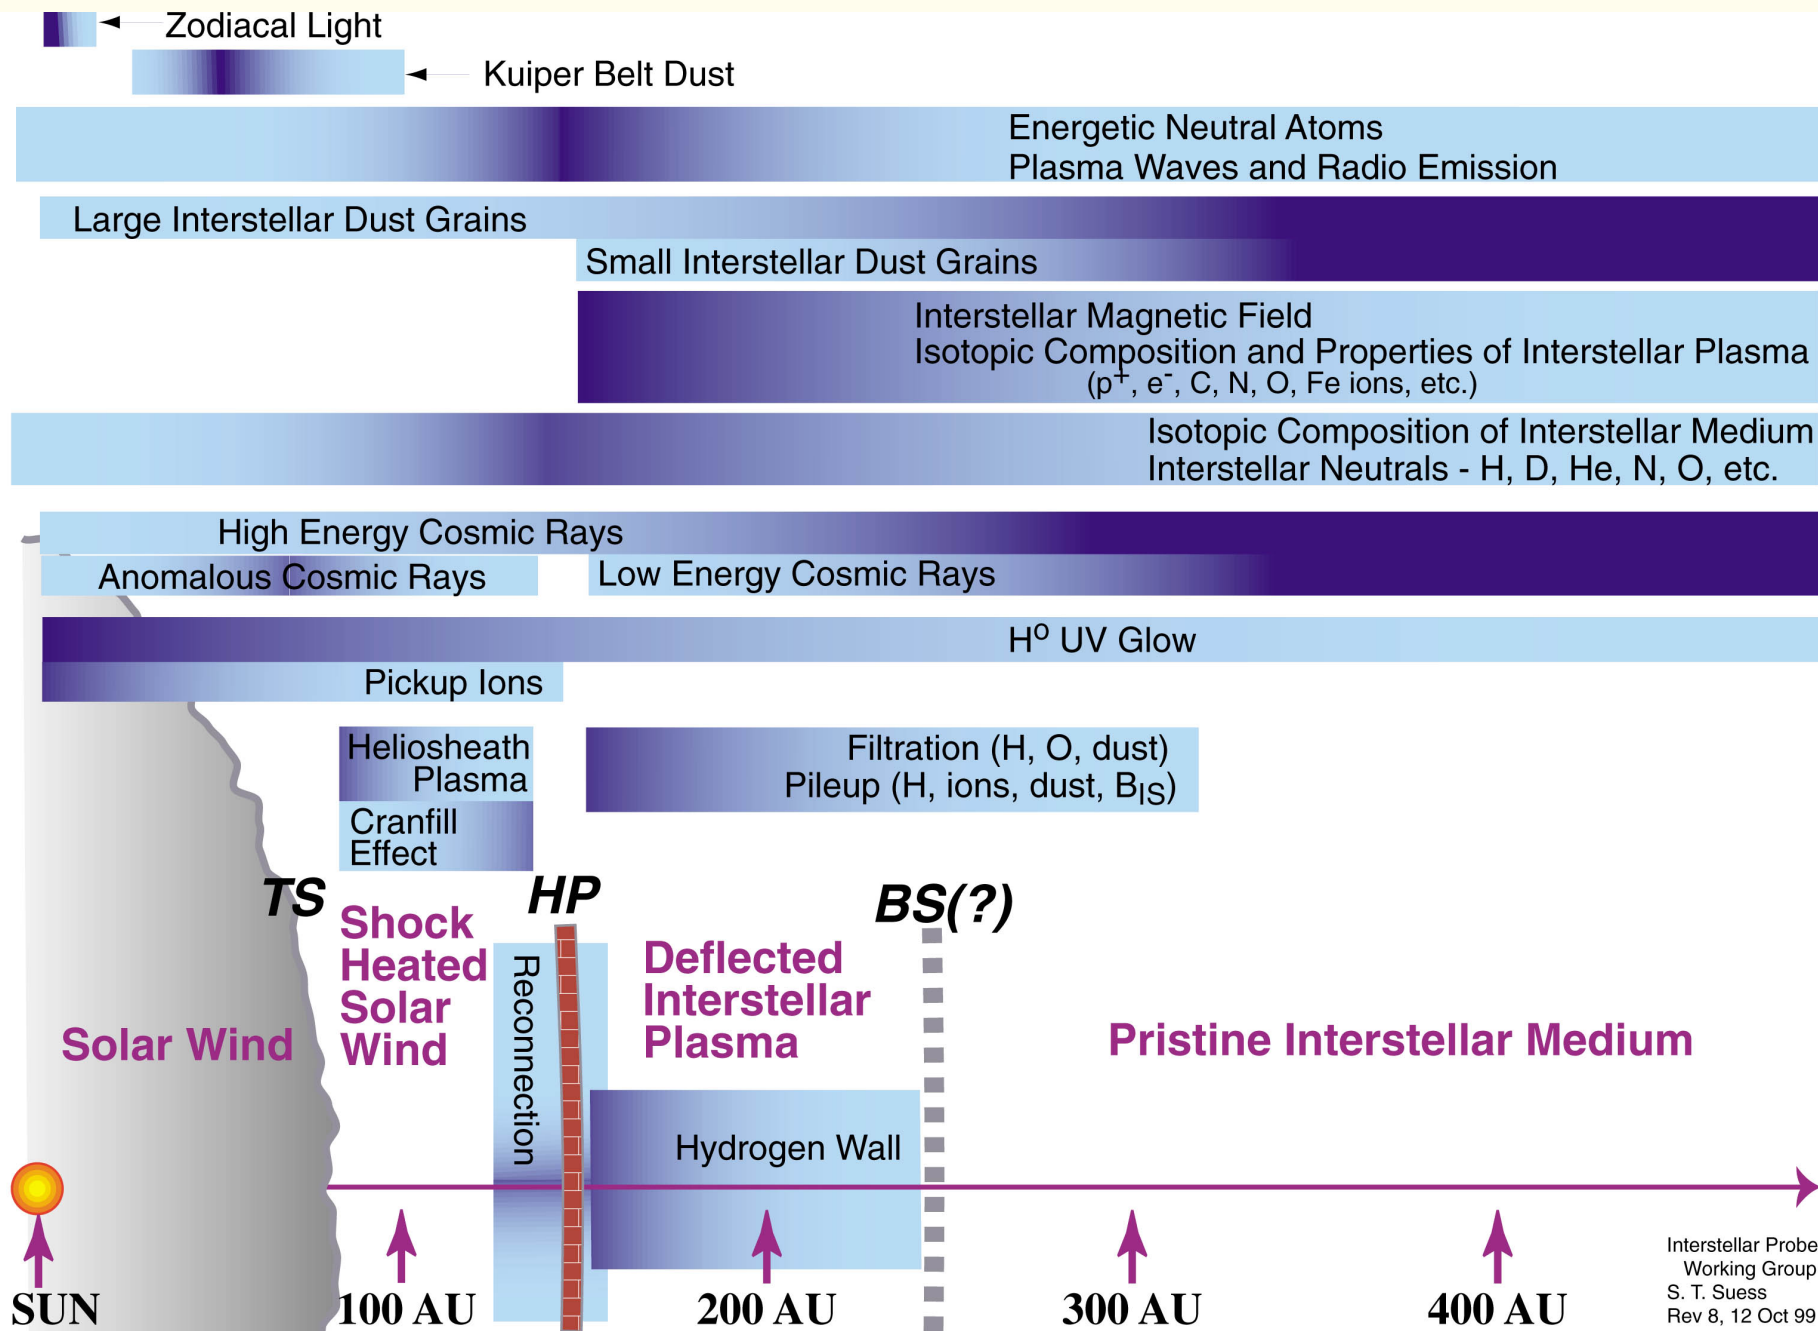 Zodiacal Light
Kuiper Belt Dust
Energetic Neutral Atoms
Plasma Waves and Radio Emission
Large Interstellar Dust Grains
Small Interstellar Dust Grains
Interstellar Magnetic Field
Isotopic Composition and Properties of Interstellar Plasma
(p⁺, e⁻, C, N, O, Fe ions, etc.)
Isotopic Composition of Interstellar Medium
Interstellar Neutrals - H, D, He, N, O, etc.
High Energy Cosmic Rays
Anomalous Cosmic Rays
Low Energy Cosmic Rays
Hº UV Glow
Pickup Ions
Heliosheath
Plasma
Filtration (H, O, dust)
Pileup (H, ions, dust, B_IS)
Cranfill
Effect
TS
HP
BS(?)
Shock
Heated
Solar
Wind
Reconnection
Deflected
Interstellar
Plasma
Solar Wind
Pristine Interstellar Medium
Hydrogen Wall
SUN
100 AU
200 AU
300 AU
400 AU
Interstellar Probe
Working Group
S. T. Suess
Rev 8, 12 Oct 99